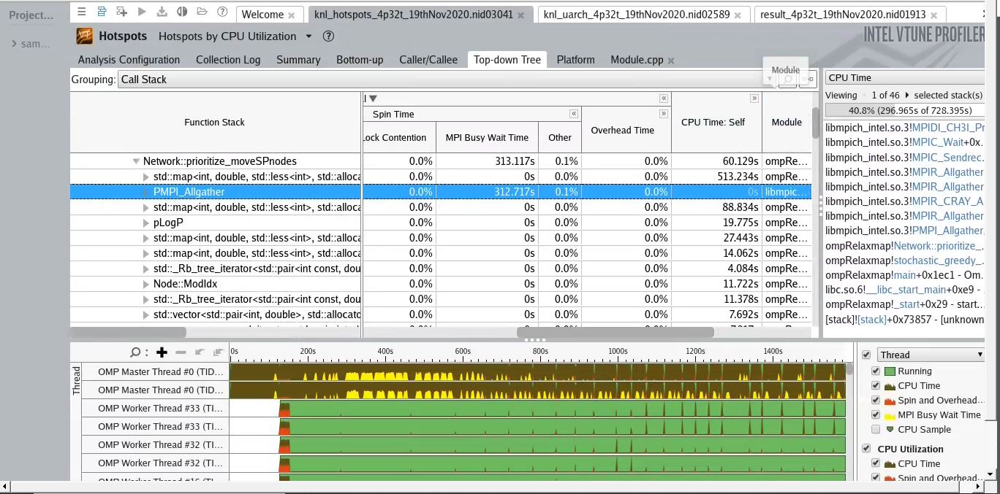 Project...
sam...
Welcome
knl_hotspots_4p32t_19thNov2020.nid03041
knl_uarch_4p32t_19thNov2020.nid02589
result_4p32t_19thNov2020.nid01913
Hotspots Hotspots by CPU Utilization
INTEL VTUNE PROFILER
Analysis Configuration Collection Log Summary Bottom-up Caller/Callee Top-down Tree Platform Module.cpp
Grouping: Call Stack
Module
CPU Time
Viewing 1 of 46 selected stack(s)
40.8% (296.965s of 728.395s)
Function Stack
Spin Time
Overhead Time
CPU Time: Self
Module
Lock Contention MPI Busy Wait Time Other
Network::prioritize_moveSPnodes 0.0% 313.117s 0.1% 0.0% 60.129s ompRe...
std::map<int, double, std::less<int>, std::alloca 0.0% 0s 0.0% 0.0% 513.234s ompRe...
PMPI_Allgather 0.0% 312.717s 0.1% 0.0% 0s libmpic...
std::map<int, double, std::less<int>, std::alloca 0.0% 0s 0.0% 0.0% 88.834s ompRe...
pLogP 0.0% 0s 0.0% 0.0% 19.775s ompRe...
std::map<int, double, std::less<int>, std::alloca 0.0% 0s 0.0% 0.0% 27.443s ompRe...
std::map<int, double, std::less<int>, std::alloca 0.0% 0s 0.0% 0.0% 14.062s ompRe...
std::_Rb_tree_iterator<std::pair<int const, dou 0.0% 0s 0.0% 0.0% 4.084s ompRe...
Node::ModIdx 0.0% 0s 0.0% 0.0% 11.722s ompRe...
std::_Rb_tree_iterator<std::pair<int const, dou 0.0% 0s 0.0% 0.0% 11.378s ompRe...
std::vector<std::pair<int, double>, std::allocato 0.0% 0s 0.0% 0.0% 7.692s ompRe...
libmpich_intel.so.3!MPIDI_CH3I_Pr
libmpich_intel.so.3!MPIC_Wait+0x.
libmpich_intel.so.3!MPIC_Sendrec.
libmpich_intel.so.3!MPIR_Allgather
libmpich_intel.so.3!MPIR_Allgather
libmpich_intel.so.3!MPIR_CRAY_A
libmpich_intel.so.3!MPIR_Allgather
libmpich_intel.so.3!PMPI_Allgather.
ompRelaxmap!Network::prioritize_..
ompRelaxmap!stochastic_greedy_..
ompRelaxmap!main+0x1ec1 - Om..
libc.so.6!__libc_start_main+0xe9 -
ompRelaxmap!_start+0x29 - start...
[stack]![stack]+0x73857 - [unknown
0s 200s 400s 600s 800s 1000s 1200s 1400s
Thread
OMP Master Thread #0 (TID...
OMP Master Thread #0 (TID...
OMP Worker Thread #33 (TI...
OMP Worker Thread #33 (TI...
OMP Worker Thread #32 (TI...
OMP Worker Thread #32 (TI...
Thread
Running
CPU Time
Spin and Overhead...
MPI Busy Wait Time
CPU Sample
CPU Utilization
CPU Time
Spin and Overhead...